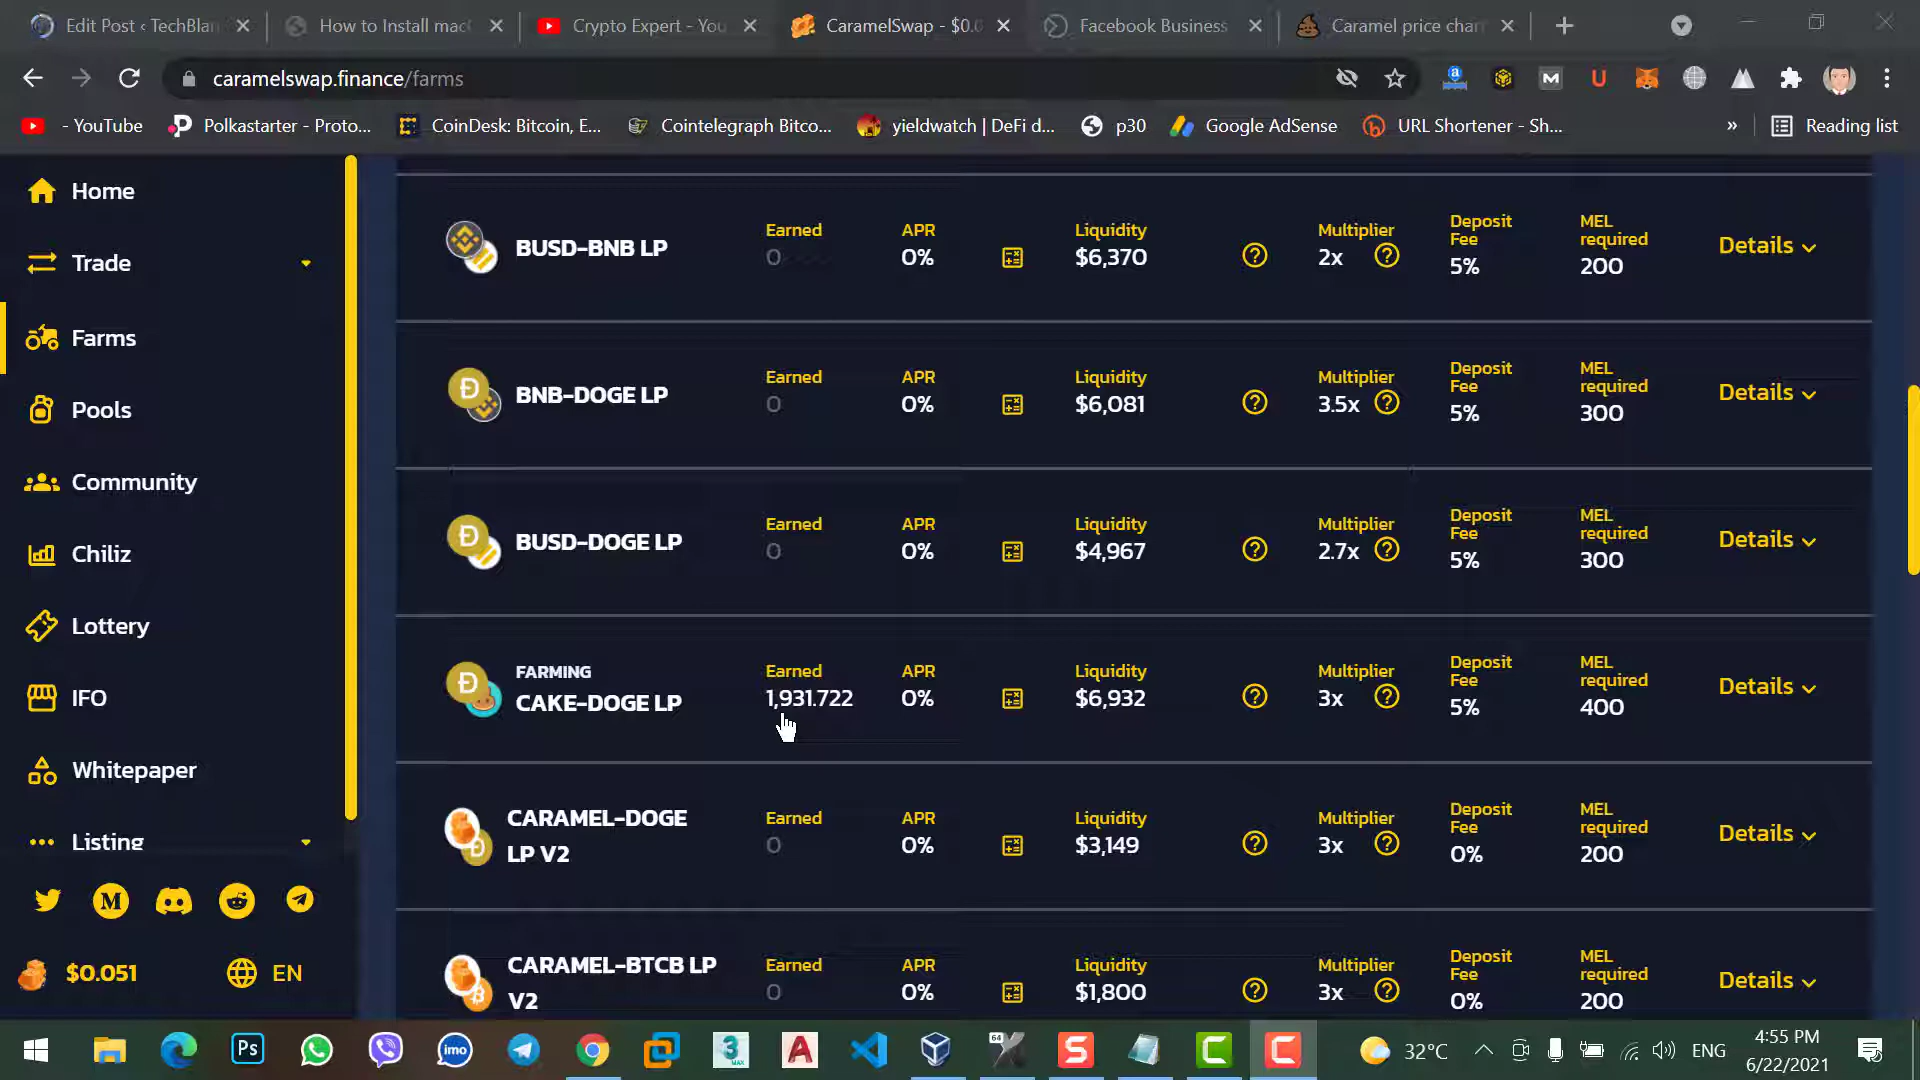 Edit Post ‹ TechBlan
How to Install mac
Crypto Expert - You
CaramelSwap - $0.0
Facebook Business
Caramel price char
caramelswap.finance/farms
- YouTube
Polkastarter - Proto...
CoinDesk: Bitcoin, E...
Cointelegraph Bitco...
yieldwatch | DeFi d...
p30
Google AdSense
URL Shortener - Sh...
»
Reading list
Home
Trade
Farms
Pools
Community
Chiliz
Lottery
IFO
Whitepaper
Listing
$0.051
EN
BUSD-BNB LP
Earned
0
APR
0%
Liquidity
$6,370
Multiplier
2x
Deposit
Fee
5%
MEL
required
200
Details
BNB-DOGE LP
Earned
0
APR
0%
Liquidity
$6,081
Multiplier
3.5x
Deposit
Fee
5%
MEL
required
300
Details
BUSD-DOGE LP
Earned
0
APR
0%
Liquidity
$4,967
Multiplier
2.7x
Deposit
Fee
5%
MEL
required
300
Details
FARMING
CAKE-DOGE LP
Earned
1,931.722
APR
0%
Liquidity
$6,932
Multiplier
3x
Deposit
Fee
5%
MEL
required
400
Details
CARAMEL-DOGE
LP V2
Earned
0
APR
0%
Liquidity
$3,149
Multiplier
3x
Deposit
Fee
0%
MEL
required
200
Details
CARAMEL-BTCB LP
V2
Earned
0
APR
0%
Liquidity
$1,800
Multiplier
3x
Deposit
Fee
0%
MEL
required
200
Details
Ps
imo
3
MAX
A
64
S
C
C
32°C
ENG
4:55 PM
6/22/2021